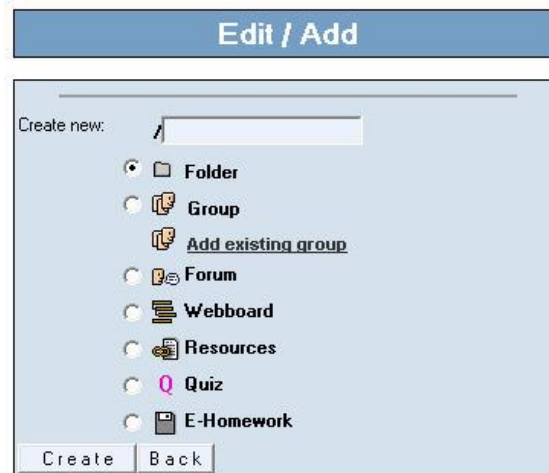 Edit / Add
Create new: /
Folder
Group
Add existing group
Forum
Webboard
Resources
Q Quiz
E-Homework
Create Back